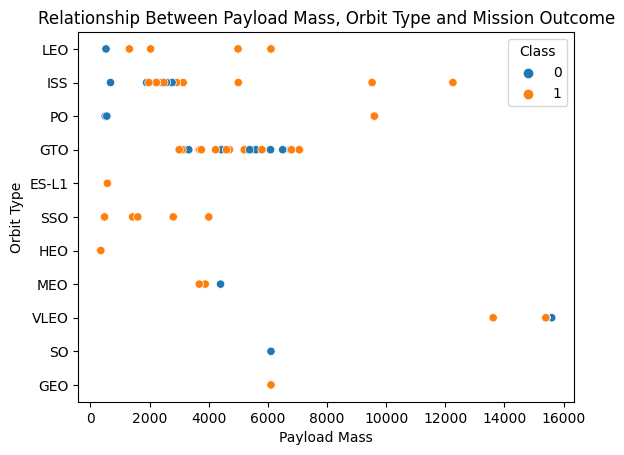 Relationship Between Payload Mass, Orbit Type and Mission Outcome
Class
0
1
Orbit Type
LEO
ISS
PO
GTO
ES-L1
SSO
HEO
MEO
VLEO
SO
GEO
0 2000 4000 6000 8000 10000 12000 14000 16000
Payload Mass